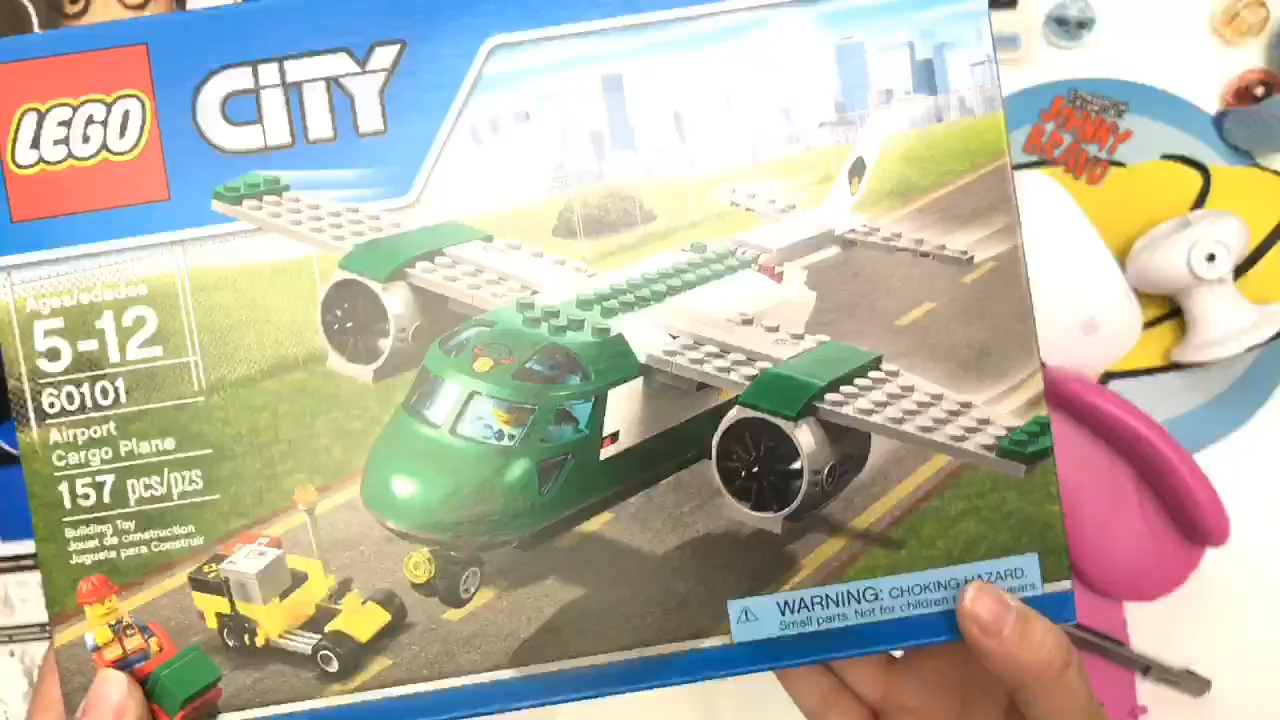 LEGO
CITY
Ages/edades
5-12
60101
Airport
Cargo Plane
157 pcs/pzs
Building Toy
Jouet de construction
Juguete para Construir
WARNING: CHOKING HAZARD.
Small parts. Not for children years.
JOHNNY
BRAVO